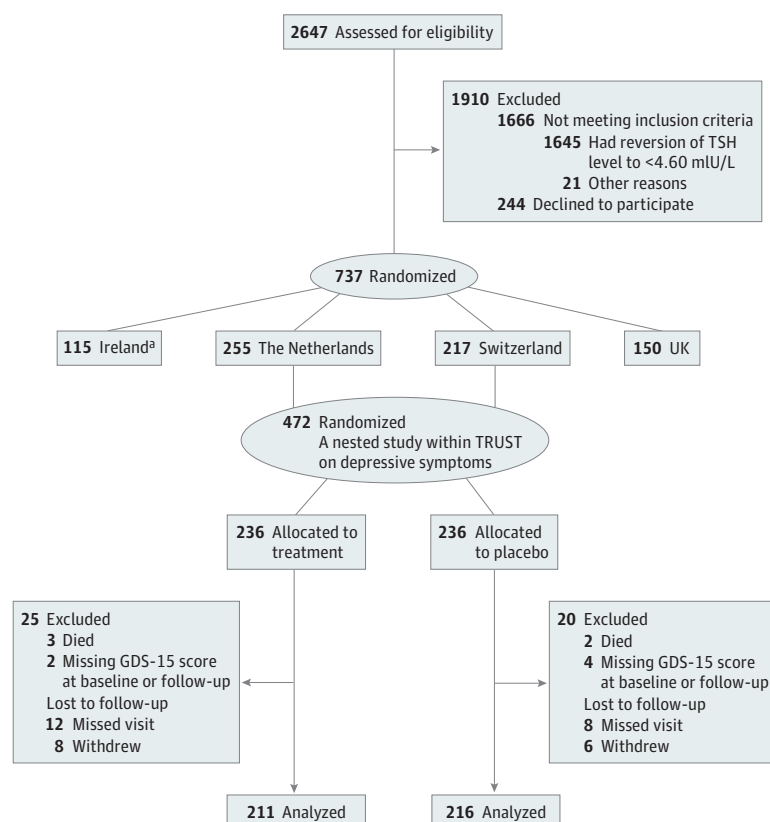 2647 Assessed for eligibility
1910 Excluded
1666 Not meeting inclusion criteria
1645 Had reversion of TSH
level to <4.60 mIU/L
21 Other reasons
244 Declined to participate
737 Randomized
115 Irelandᵃ
255 The Netherlands
217 Switzerland
150 UK
472 Randomized
A nested study within TRUST
on depressive symptoms
236 Allocated to
treatment
236 Allocated
to placebo
25 Excluded
3 Died
2 Missing GDS-15 score
at baseline or follow-up
Lost to follow-up
12 Missed visit
8 Withdrew
20 Excluded
2 Died
4 Missing GDS-15 score
at baseline or follow-up
Lost to follow-up
8 Missed visit
6 Withdrew
211 Analyzed
216 Analyzed